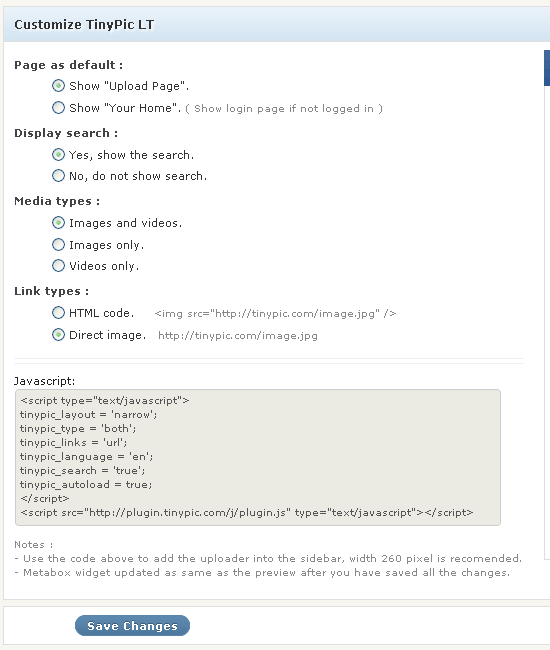 Customize TinyPic LT
Page as default :
Show "Upload Page".
Show "Your Home". ( Show login page if not logged in )
Display search :
Yes, show the search.
No, do not show search.
Media types :
Images and videos.
Images only.
Videos only.
Link types :
HTML code. <img src="http://tinypic.com/image.jpg" />
Direct image. http://tinypic.com/image.jpg
Javascript:
<script type="text/javascript">
tinypic_layout = 'narrow';
tinypic_type = 'both';
tinypic_links = 'url';
tinypic_language = 'en';
tinypic_search = 'true';
tinypic_autoload = true;
</script>
<script src="http://plugin.tinypic.com/j/plugin.js" type="text/javascript"></script>
Notes :
- Use the code above to add the uploader into the sidebar, width 260 pixel is recomended.
- Metabox widget updated as same as the preview after you have saved all the changes.
Save Changes